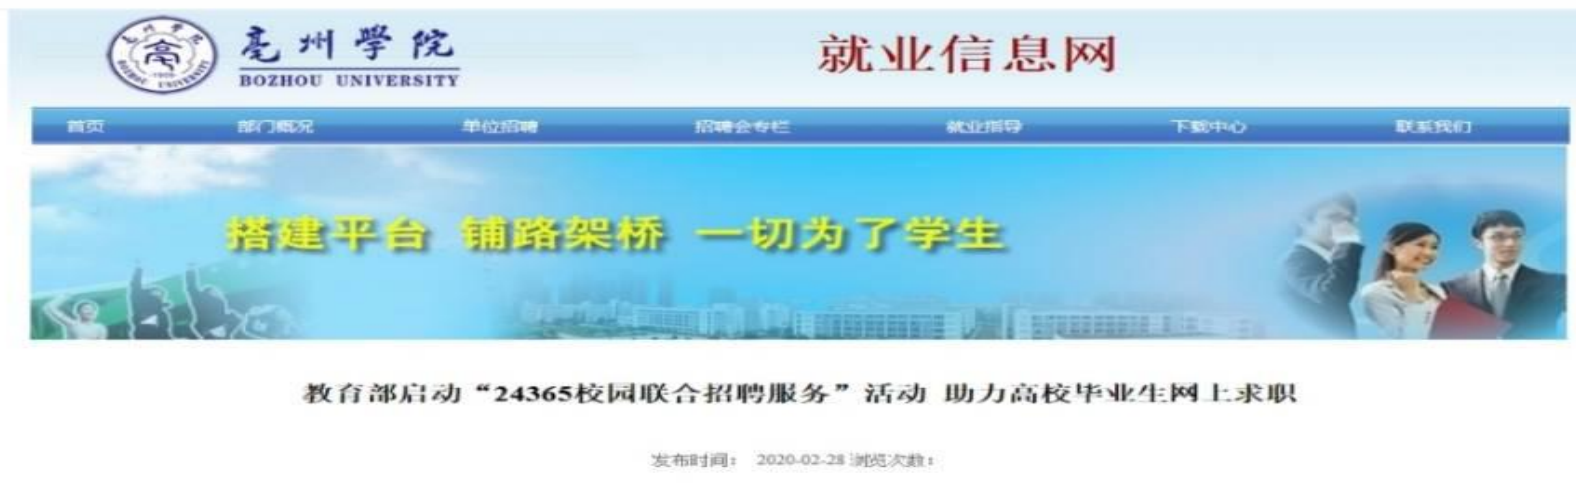 亳州學院
BOZHOU UNIVERSITY
就业信息网
首页 部门概况 单位招聘 招聘会专栏 就业指导 下载中心 联系我们
搭建平台 铺路架桥 一切为了学生
教育部启动“24365校园联合招聘服务”活动 助力高校毕业生网上求职
发布时间： 2020-02-28 浏览次数：